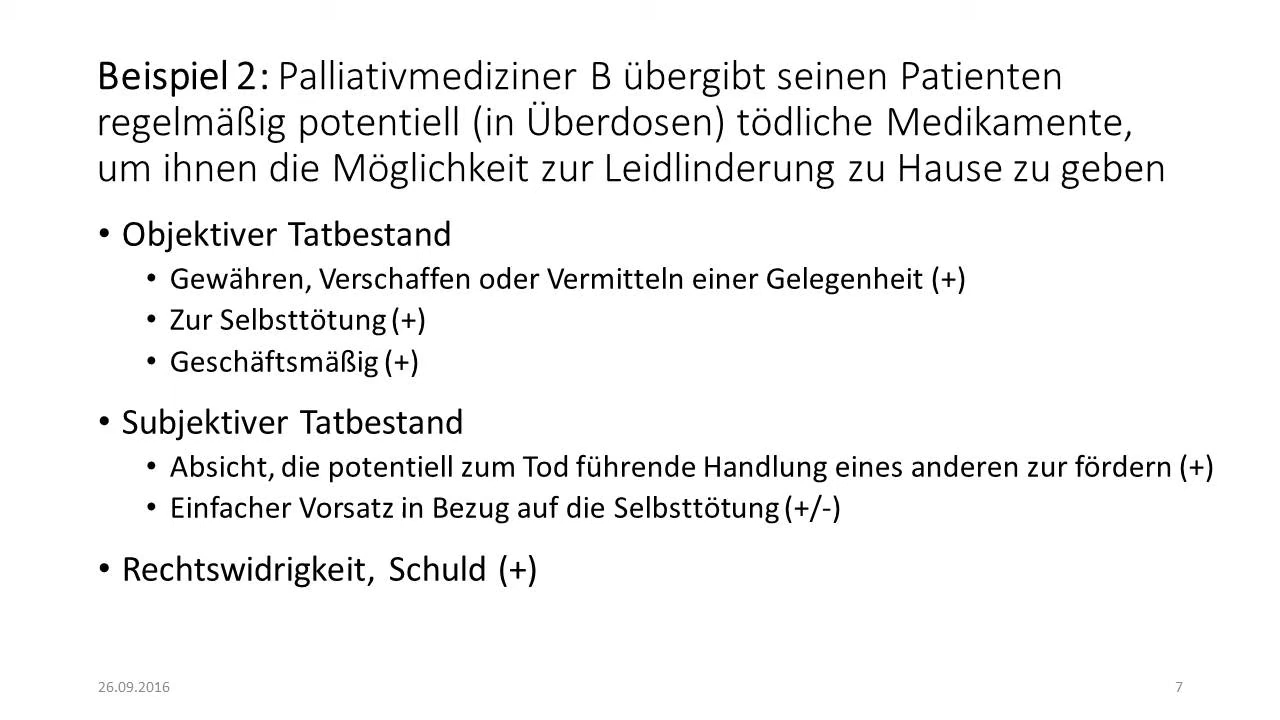 Beispiel 2: Palliativmediziner B übergibt seinen Patienten
regelmäßig potentiell (in Überdosen) tödliche Medikamente,
um ihnen die Möglichkeit zur Leidlinderung zu Hause zu geben
• Objektiver Tatbestand
• Gewähren, Verschaffen oder Vermitteln einer Gelegenheit (+)
• Zur Selbsttötung (+)
• Geschäftsmäßig (+)
• Subjektiver Tatbestand
• Absicht, die potentiell zum Tod führende Handlung eines anderen zur fördern (+)
• Einfacher Vorsatz in Bezug auf die Selbsttötung (+/-)
• Rechtswidrigkeit, Schuld (+)
26.09.2016
7